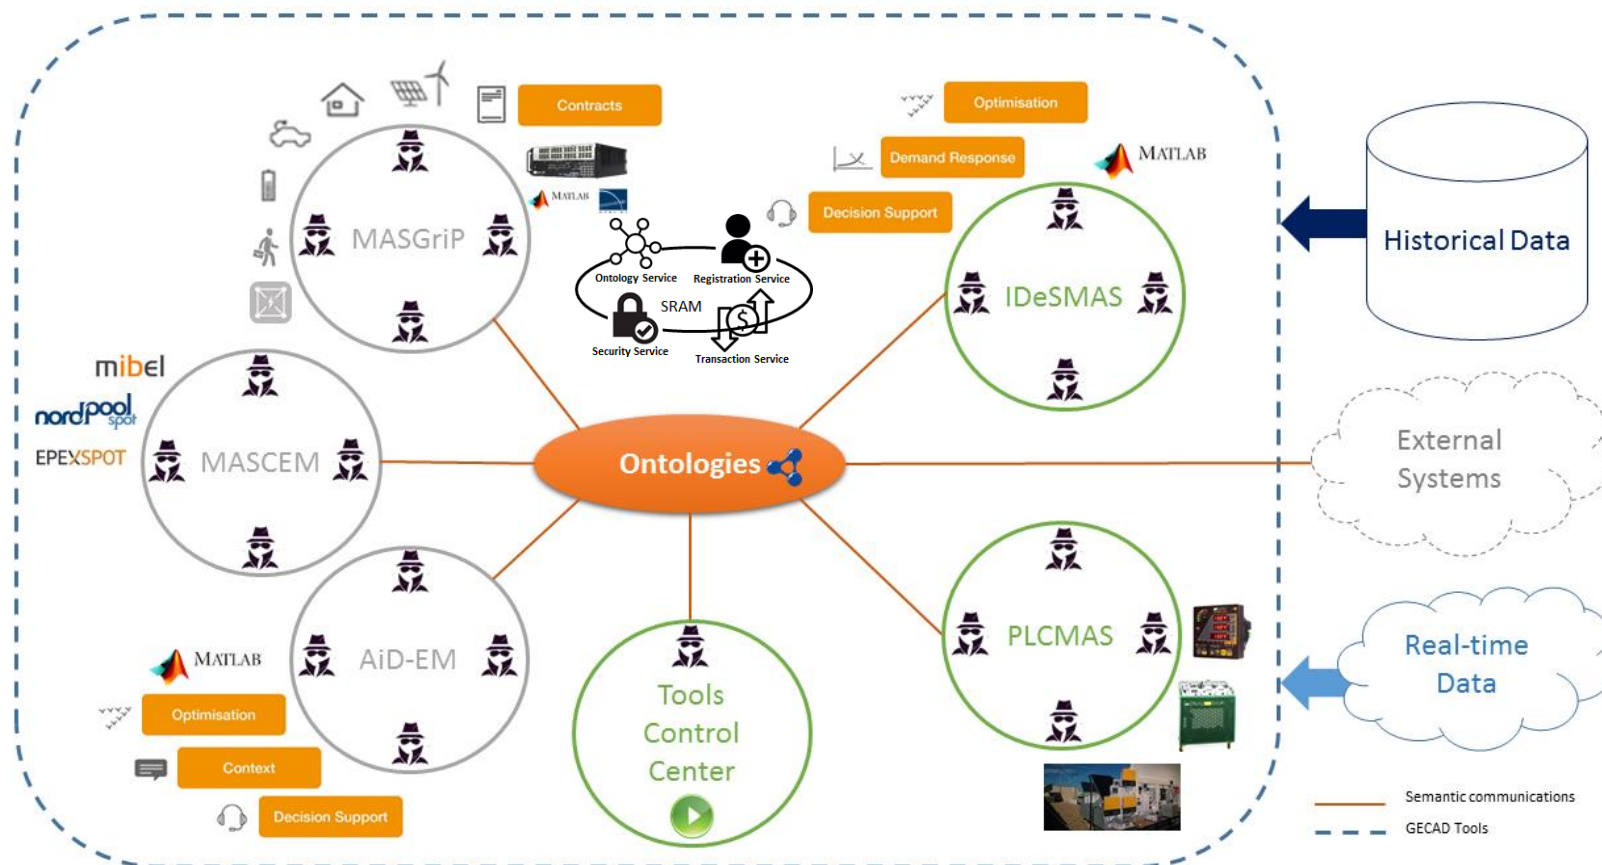 Contracts
MATLAB
MASGriP
Ontology Service
Registration Service
SRAM
Security Service
Transaction Service
Optimisation
Demand Response
MATLAB
Decision Support
IDeSMAS
Historical Data
mibel
nordpool
spot
EPEXSPOT
MASCEM
Ontologies
External
Systems
AiD-EM
MATLAB
Optimisation
Context
Decision Support
Tools
Control
Center
PLCMAS
Real-time
Data
Semantic communications
GECAD Tools